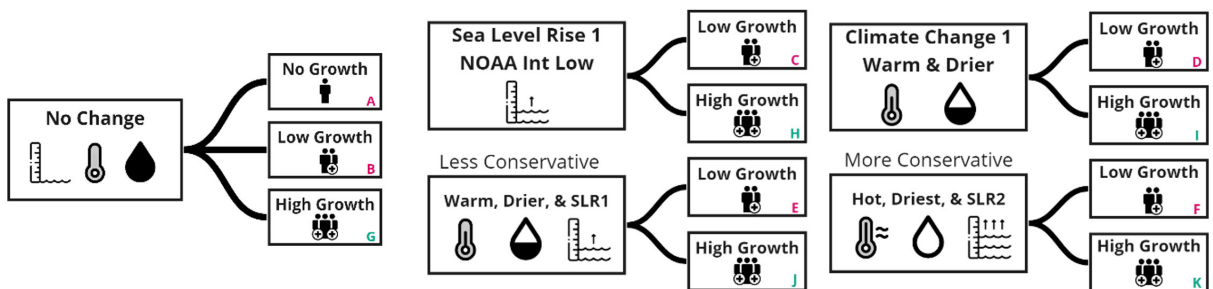 No Change
No Growth
A
Low Growth
B
High Growth
G
Sea Level Rise 1
NOAA Int Low
Low Growth
C
High Growth
H
Less Conservative
Warm, Drier, & SLR1
Low Growth
E
High Growth
J
Climate Change 1
Warm & Drier
Low Growth
D
High Growth
I
More Conservative
Hot, Driest, & SLR2
Low Growth
F
High Growth
K